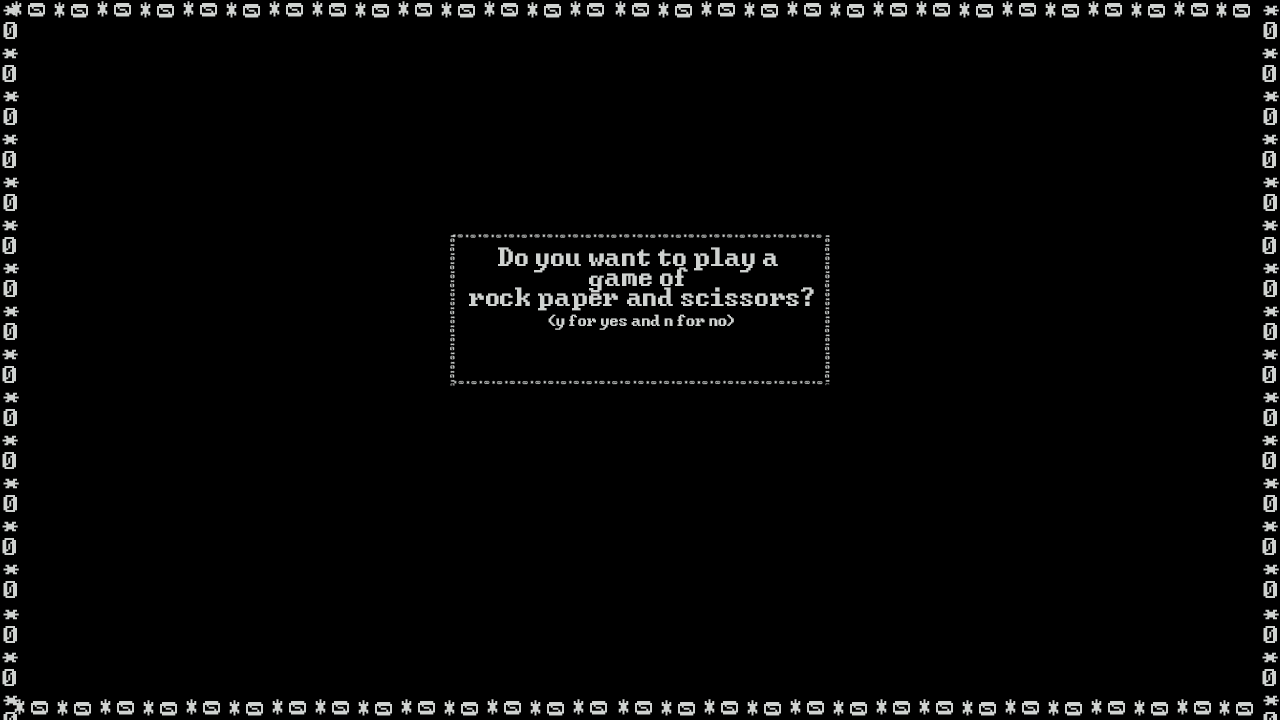 Do you want to play a
game of
rock paper and scissors?
(y for yes and n for no)